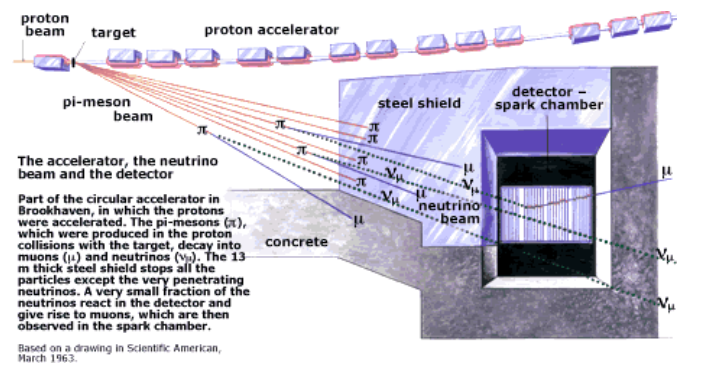 proton
beam
target
proton accelerator
pi-meson
beam
steel shield
detector –
spark chamber
π
π
π
π
π
π
π
μ
μ
μ
μ
νμ
νμ
νμ
neutrino
beam
νμ
νμ
concrete
The accelerator, the neutrino
beam and the detector
Part of the circular accelerator in
Brookhaven, in which the protons
were accelerated. The pi-mesons (π),
which were produced in the proton
collisions with the target, decay into
muons (μ) and neutrinos (νμ). The 13
m thick steel shield stops all the
particles except the very penetrating
neutrinos. A very small fraction of the
neutrinos react in the detector and
give rise to muons, which are then
observed in the spark chamber.
Based on a drawing in Scientific American,
March 1963.